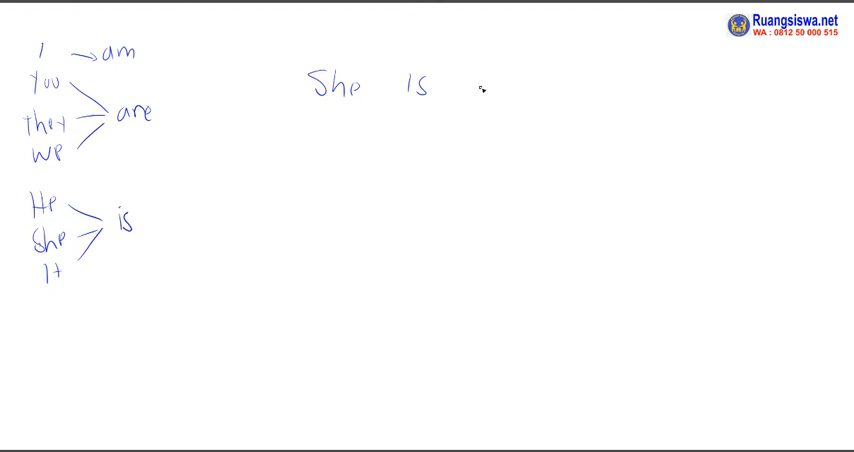 Ruangsiswa.net
WA : 0812 50 000 515
I → am
You
they
we
are
She is
He
She
It
is